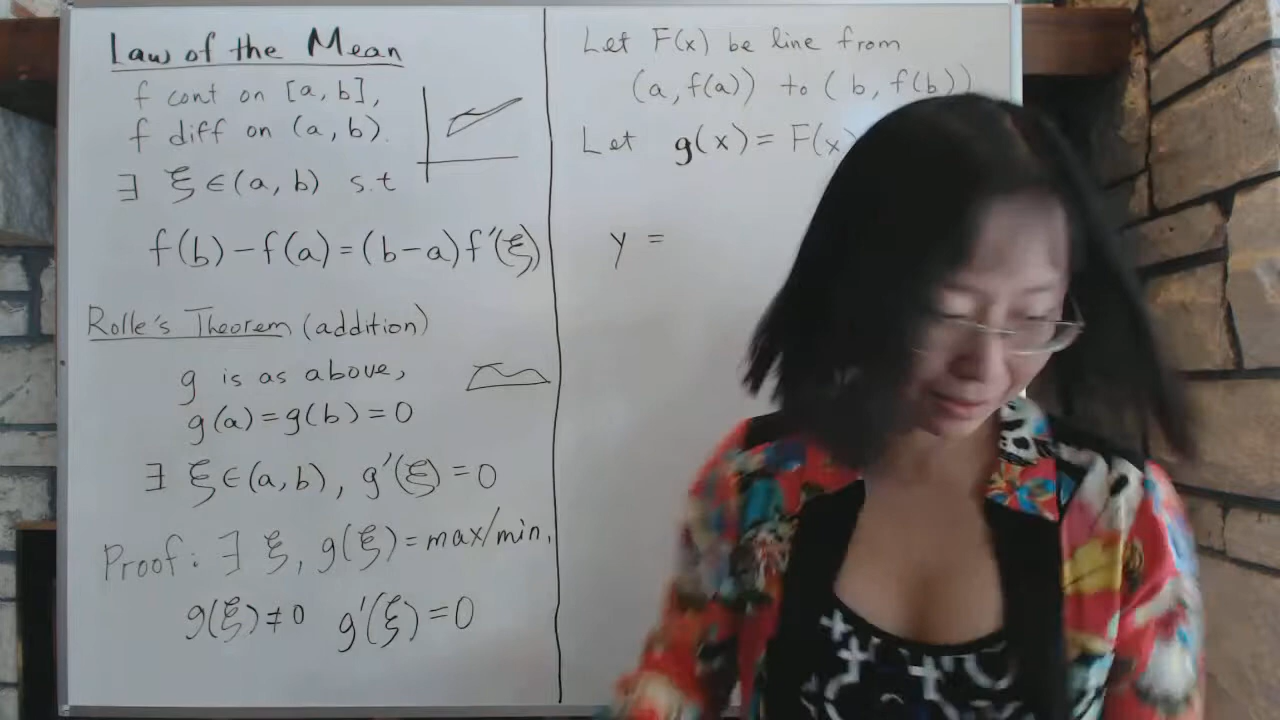 Law of the Mean
f cont on [a, b],
f diff on (a, b).
∃ ξ ∈ (a, b) s.t
f(b) − f(a) = (b−a) f'(ξ)
Rolle's Theorem (addition)
g is as above,
g(a) = g(b) = 0
∃ ξ ∈ (a, b), g'(ξ) = 0
Proof: ∃ ξ, g(ξ) = max/min.
g(ξ) ≠ 0 g'(ξ) = 0
Let F(x) be line from
(a, f(a)) to (b, f(b))
Let g(x) = F(x
y =